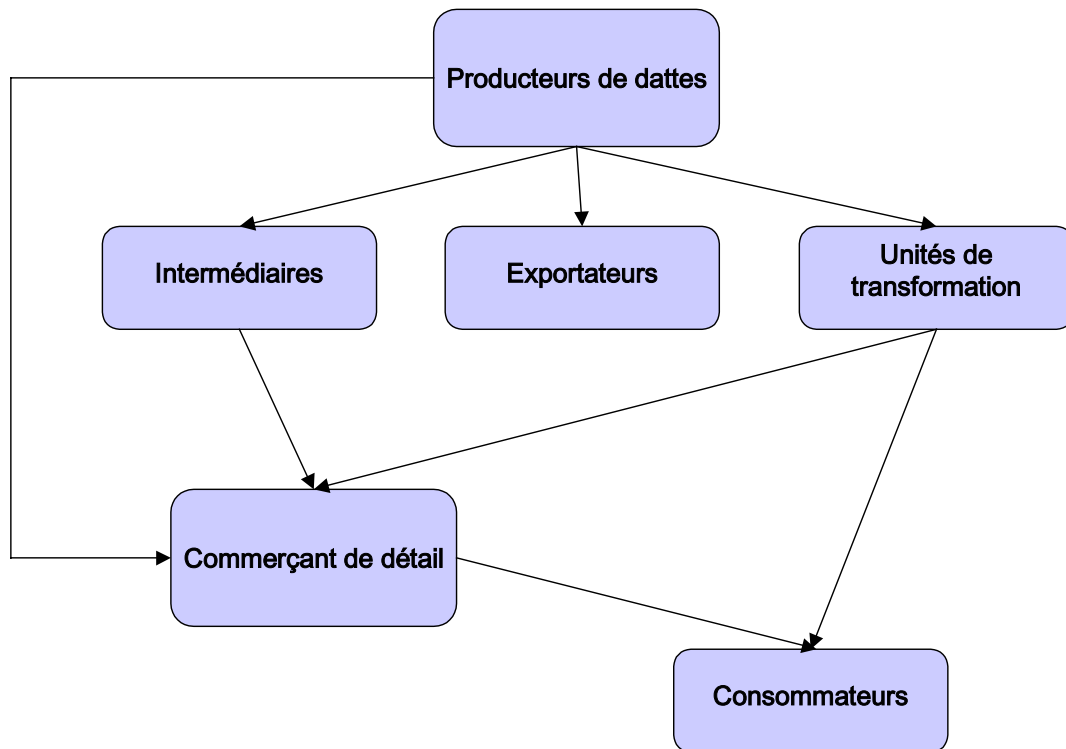 Producteurs de dattes
Intermédiaires
Exportateurs
Unités de
transformation
Commerçant de détail
Consommateurs